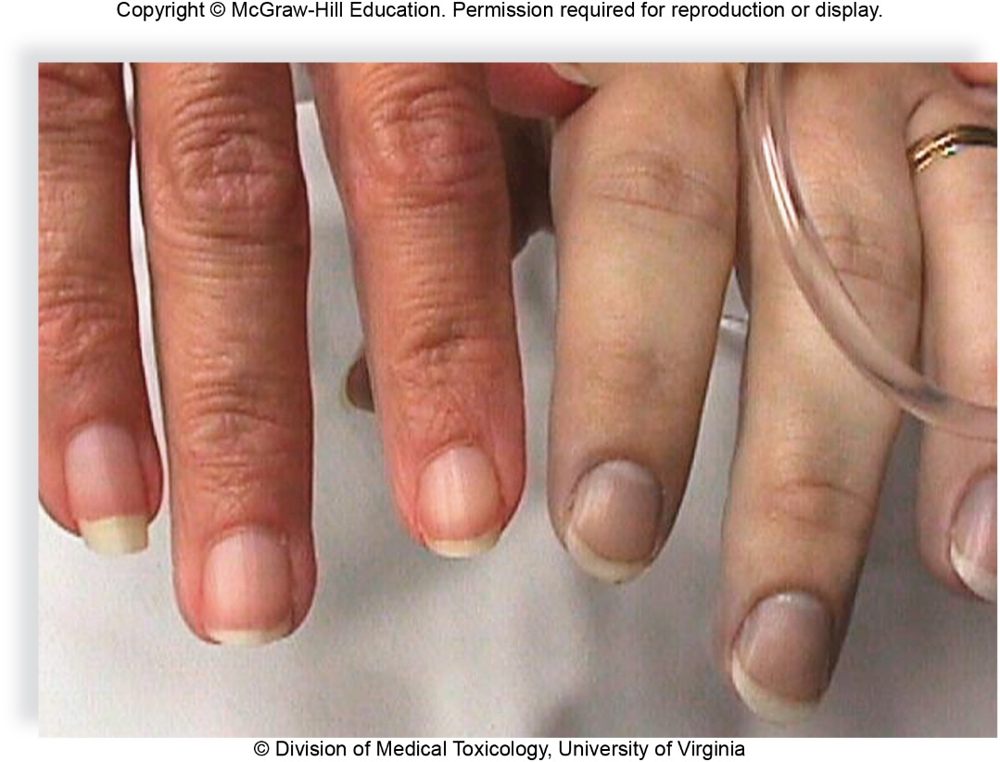 Copyright © McGraw-Hill Education. Permission required for reproduction or display.
© Division of Medical Toxicology, University of Virginia